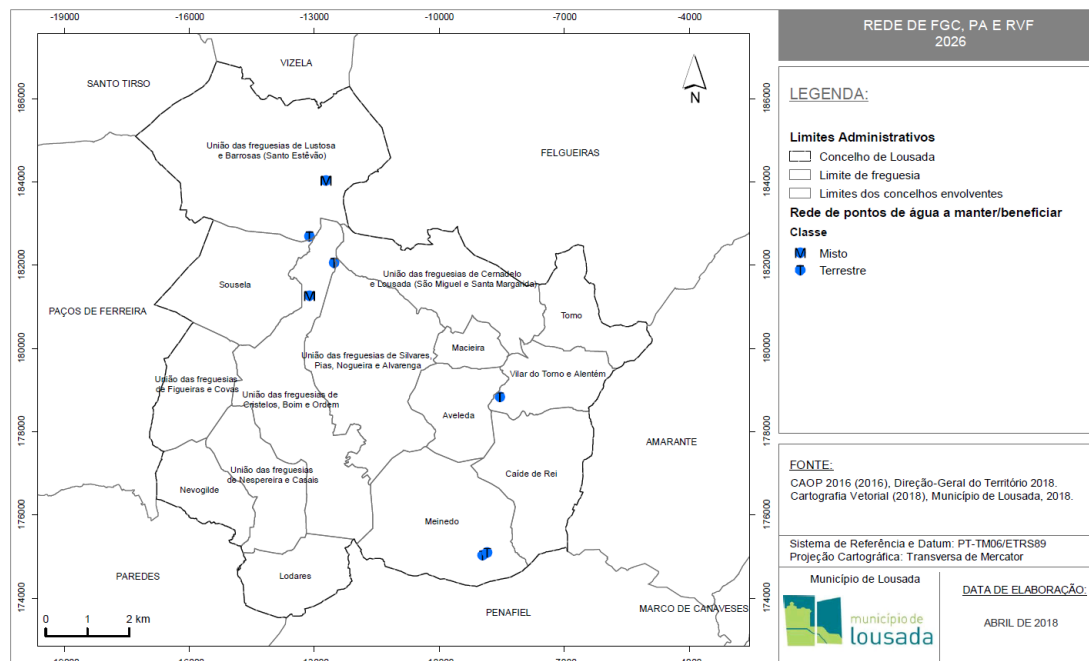 -19000 -16000 -13000 -10000 -7000 -4000
186000
184000
182000
180000
178000
176000
174000
186000
184000
182000
180000
178000
176000
174000
SANTO TIRSO
VIZELA
FELGUEIRAS
PAÇOS DE FERREIRA
AMARANTE
PAREDES
PENAFIEL
MARCO DE CANAVESES
N
União das freguesias de Lustosa
e Barrosas (Santo Estêvão)
M
T
T
M
Sousela
União das freguesias de Cernadelo
e Lousada (São Miguel e Santa Margarida)
Torno
Macieira
União das freguesias de Silvares,
Pias, Nogueira e Alvarenga
Vilar do Torno e Alentém
União das freguesias
de Figueiras e Covas
União das freguesias de
Cristelos, Boim e Ordem
T
Aveleda
Caíde de Rei
União das freguesias
de Nespereira e Casais
Nevogilde
Meinedo
T
Lodares
0 1 2 km
-19000 -16000 -13000 -10000 -7000 -4000
REDE DE FGC, PA E RVF
2026
LEGENDA:
Limites Administrativos
Concelho de Lousada
Limite de freguesia
Limites dos concelhos envolventes
Rede de pontos de água a manter/beneficiar
Classe
M Misto
T Terrestre
FONTE:
CAOP 2016 (2016), Direção-Geral do Território 2018.
Cartografia Vetorial (2018), Município de Lousada, 2018.
Sistema de Referência e Datum: PT-TM06/ETRS89
Projeção Cartográfica: Transversa de Mercator
Município de Lousada
município de
lousada
DATA DE ELABORAÇÃO:
ABRIL DE 2018